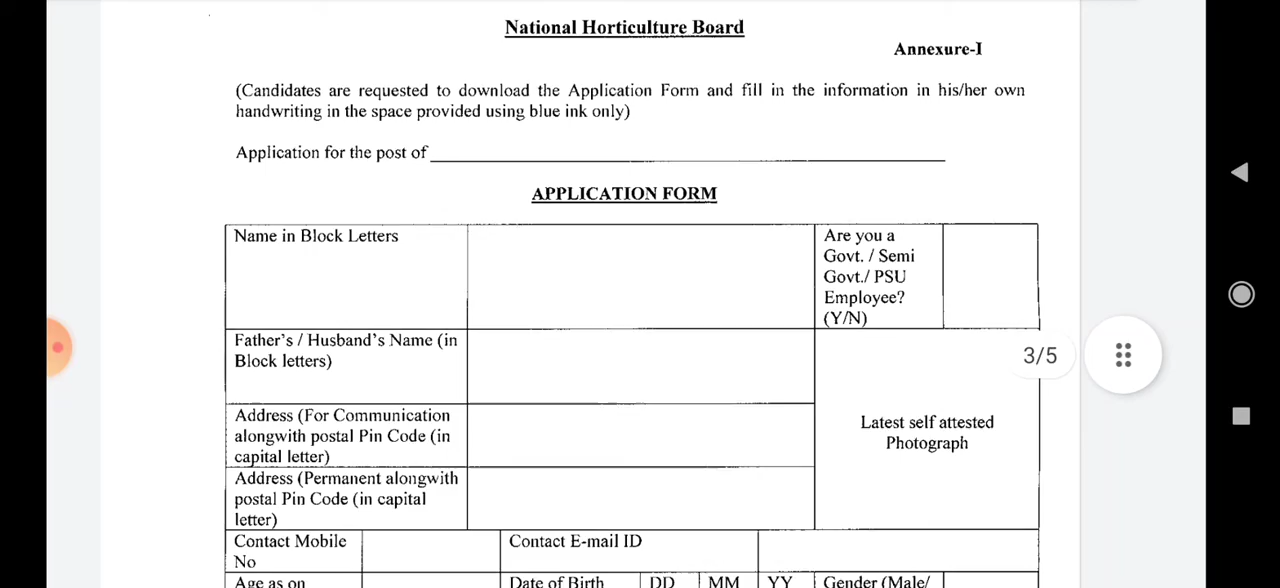 National Horticulture Board
Annexure-I
(Candidates are requested to download the Application Form and fill in the information in his/her own
handwriting in the space provided using blue ink only)
Application for the post of
APPLICATION FORM
Name in Block Letters
Are you a
Govt. / Semi
Govt./ PSU
Employee?
(Y/N)
Father's / Husband's Name (in
Block letters)
3/5
Address (For Communication
alongwith postal Pin Code (in
capital letter)
Latest self attested
Photograph
Address (Permanent alongwith
postal Pin Code (in capital
letter)
Contact Mobile
No
Contact E-mail ID
Age as on
Date of Birth
DD
MM
YY
Gender (Male/